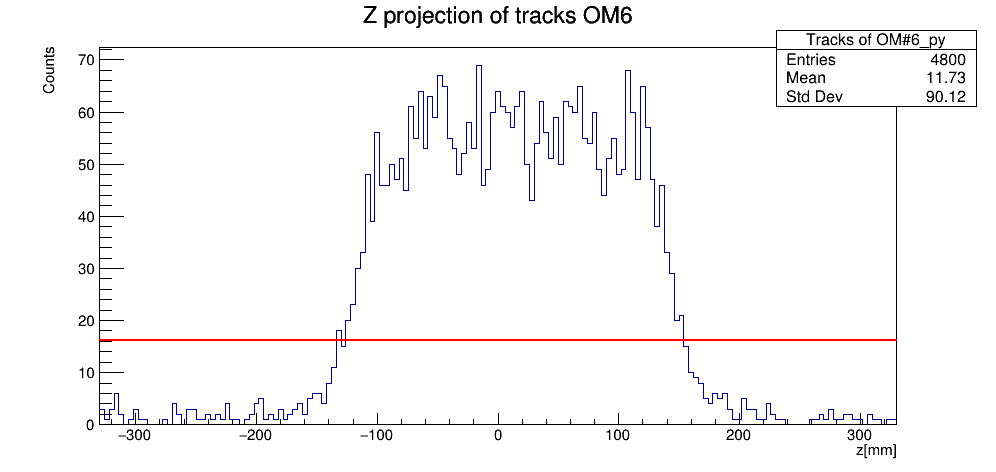 Z projection of tracks OM6
Tracks of OM#6_py
Entries 4800
Mean 11.73
Std Dev 90.12
Counts
70
60
50
40
30
20
10
0
−300 −200 −100 0 100 200 300
z[mm]